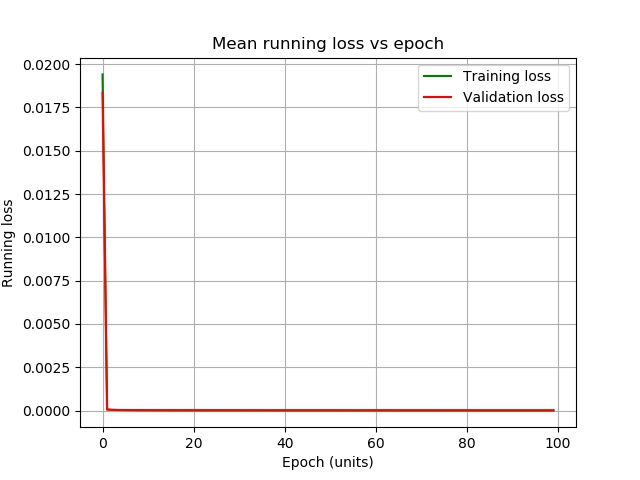 Mean running loss vs epoch
Training loss
Validation loss
0.0200
0.0175
0.0150
0.0125
0.0100
0.0075
0.0050
0.0025
0.0000
Running loss
0 20 40 60 80 100
Epoch (units)